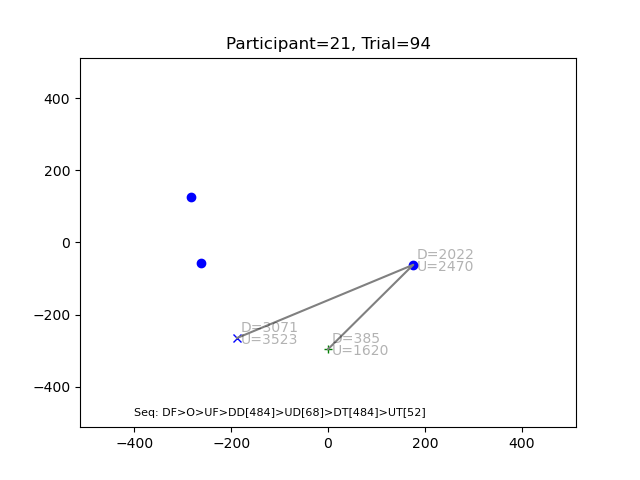 Participant=21, Trial=94
400
200
0
−200
−400
D=2022
U=2470
D=3071
U=3523
D=385
U=1620
Seq: DF>O>UF>DD[484]>UD[68]>DT[484]>UT[52]
−400
−200
0
200
400